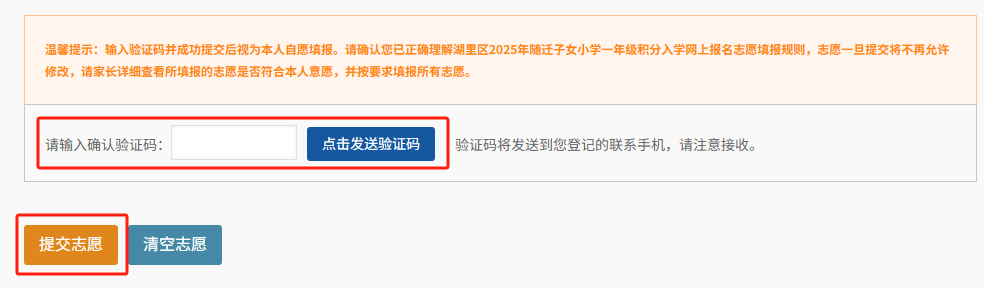 温馨提示：输入验证码并成功提交后视为本人自愿填报。请确认您已正确理解湖里区2025年随迁子女小学一年级积分入学网上报名志愿填报规则，志愿一旦提交将不再允许
修改，请家长详细查看所填报的志愿是否符合本人意愿，并按要求填报所有志愿。
请输入确认验证码： 点击发送验证码 验证码将发送到您登记的联系手机，请注意接收。
提交志愿 清空志愿